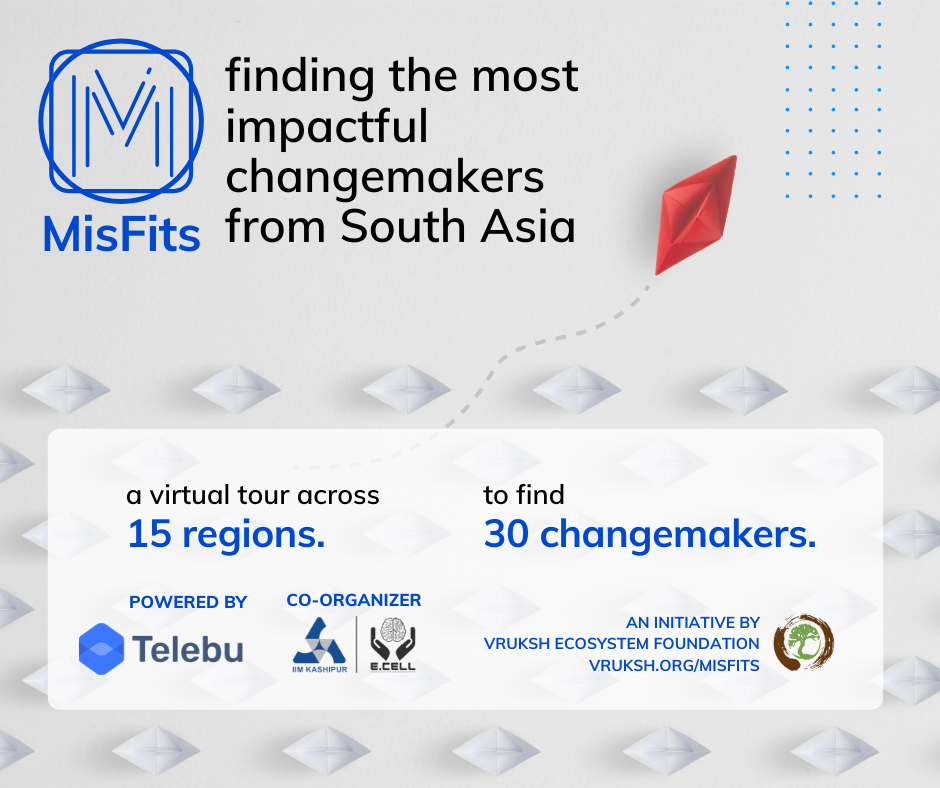 MisFits
finding the most
impactful
changemakers
from South Asia
a virtual tour across
15 regions.
to find
30 changemakers.
POWERED BY
Telebu
CO-ORGANIZER
IIM KASHIPUR
E.CELL
AN INITIATIVE BY
VRUKSH ECOSYSTEM FOUNDATION
VRUKSH.ORG/MISFITS